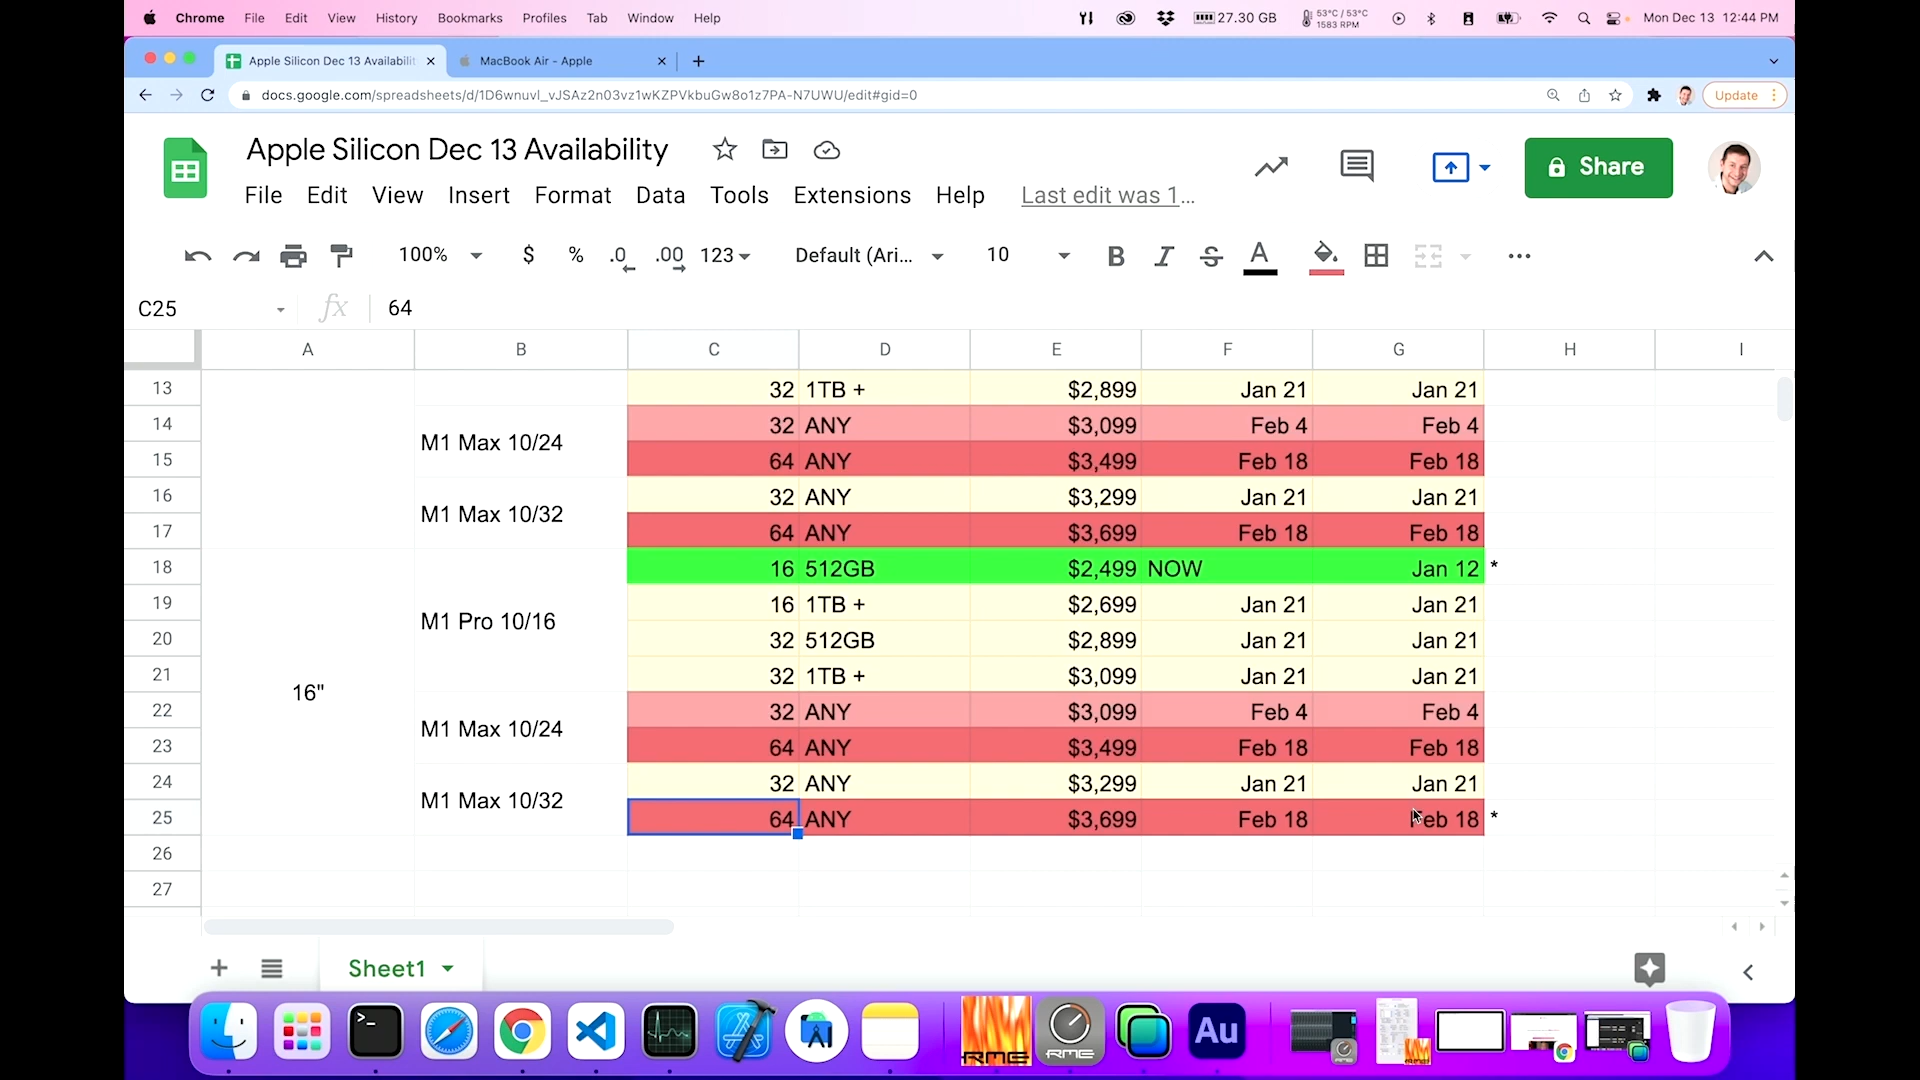 Chrome File Edit View History Bookmarks Profiles Tab Window Help 27.30 GB 53°C / 53°C 1583 RPM Mon Dec 13 12:44 PM
Apple Silicon Dec 13 Availabilit MacBook Air - Apple
docs.google.com/spreadsheets/d/1D6wnuvl_vJSAz2n03vz1wKZPVkbuGw8o1z7PA-N7UWU/edit#gid=0 Update
Apple Silicon Dec 13 Availability
Share
File Edit View Insert Format Data Tools Extensions Help Last edit was 1...
100% $ % .0 .00 123 Default (Ari... 10 B I S A
C25 fx 64
A B C D E F G H I
13 32 1TB + $2,899 Jan 21 Jan 21
14 32 ANY $3,099 Feb 4 Feb 4
M1 Max 10/24
15 64 ANY $3,499 Feb 18 Feb 18
16 32 ANY $3,299 Jan 21 Jan 21
M1 Max 10/32
17 64 ANY $3,699 Feb 18 Feb 18
18 16 512GB $2,499 NOW Jan 12 *
19 16 1TB + $2,699 Jan 21 Jan 21
M1 Pro 10/16
20 32 512GB $2,899 Jan 21 Jan 21
21 32 1TB + $3,099 Jan 21 Jan 21
16"
22 32 ANY $3,099 Feb 4 Feb 4
M1 Max 10/24
23 64 ANY $3,499 Feb 18 Feb 18
24 32 ANY $3,299 Jan 21 Jan 21
M1 Max 10/32
25 64 ANY $3,699 Feb 18 Feb 18 *
26
27
Sheet1
RME RME Au